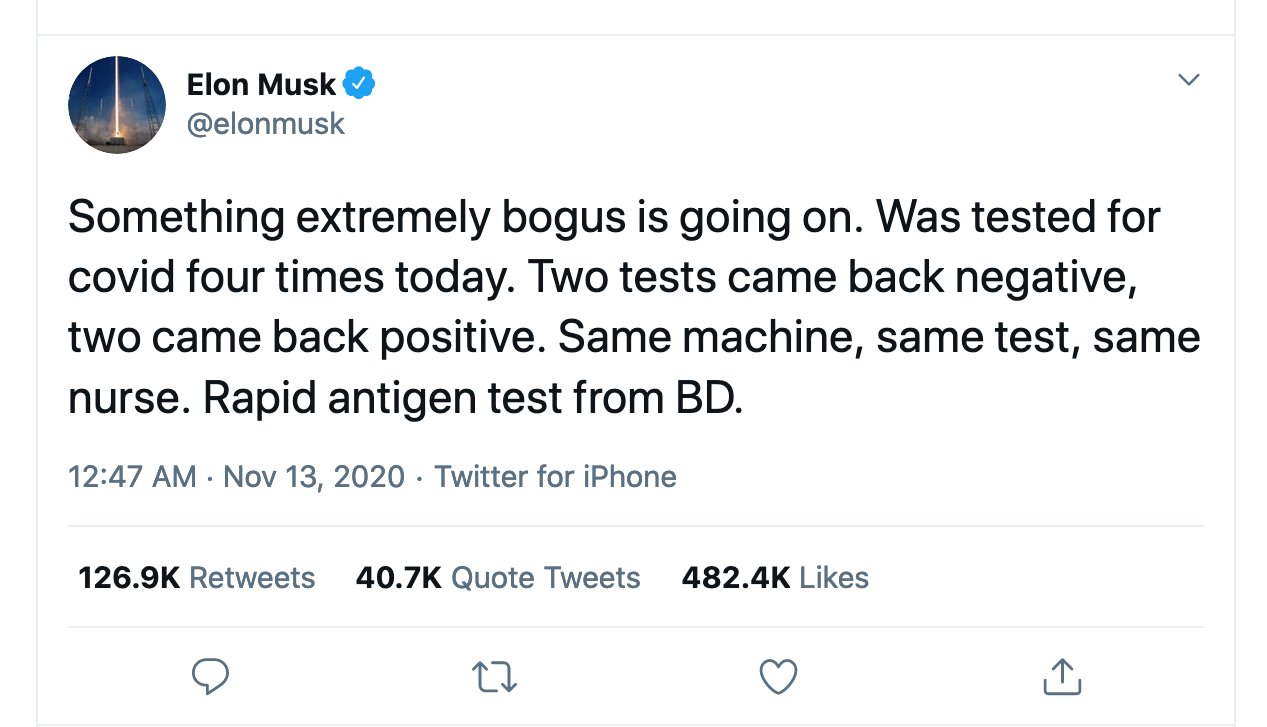 Elon Musk
@elonmusk
Something extremely bogus is going on. Was tested for
covid four times today. Two tests came back negative,
two came back positive. Same machine, same test, same
nurse. Rapid antigen test from BD.
12:47 AM · Nov 13, 2020 · Twitter for iPhone
126.9K Retweets 40.7K Quote Tweets 482.4K Likes